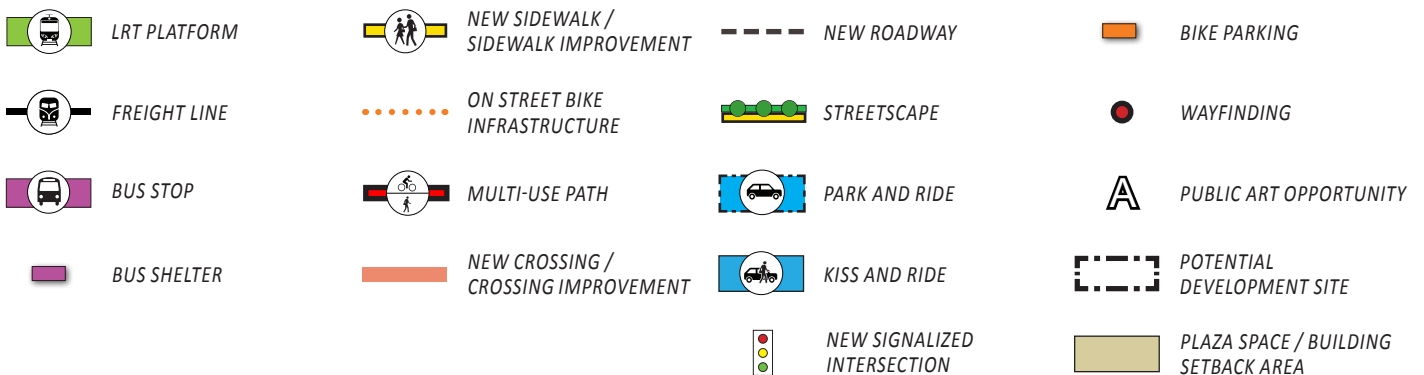 LRT PLATFORM
FREIGHT LINE
BUS STOP
BUS SHELTER
NEW SIDEWALK /
SIDEWALK IMPROVEMENT
ON STREET BIKE
INFRASTRUCTURE
MULTI-USE PATH
NEW CROSSING /
CROSSING IMPROVEMENT
NEW ROADWAY
STREETSCAPE
PARK AND RIDE
KISS AND RIDE
NEW SIGNALIZED
INTERSECTION
BIKE PARKING
WAYFINDING
A
PUBLIC ART OPPORTUNITY
POTENTIAL
DEVELOPMENT SITE
PLAZA SPACE / BUILDING
SETBACK AREA